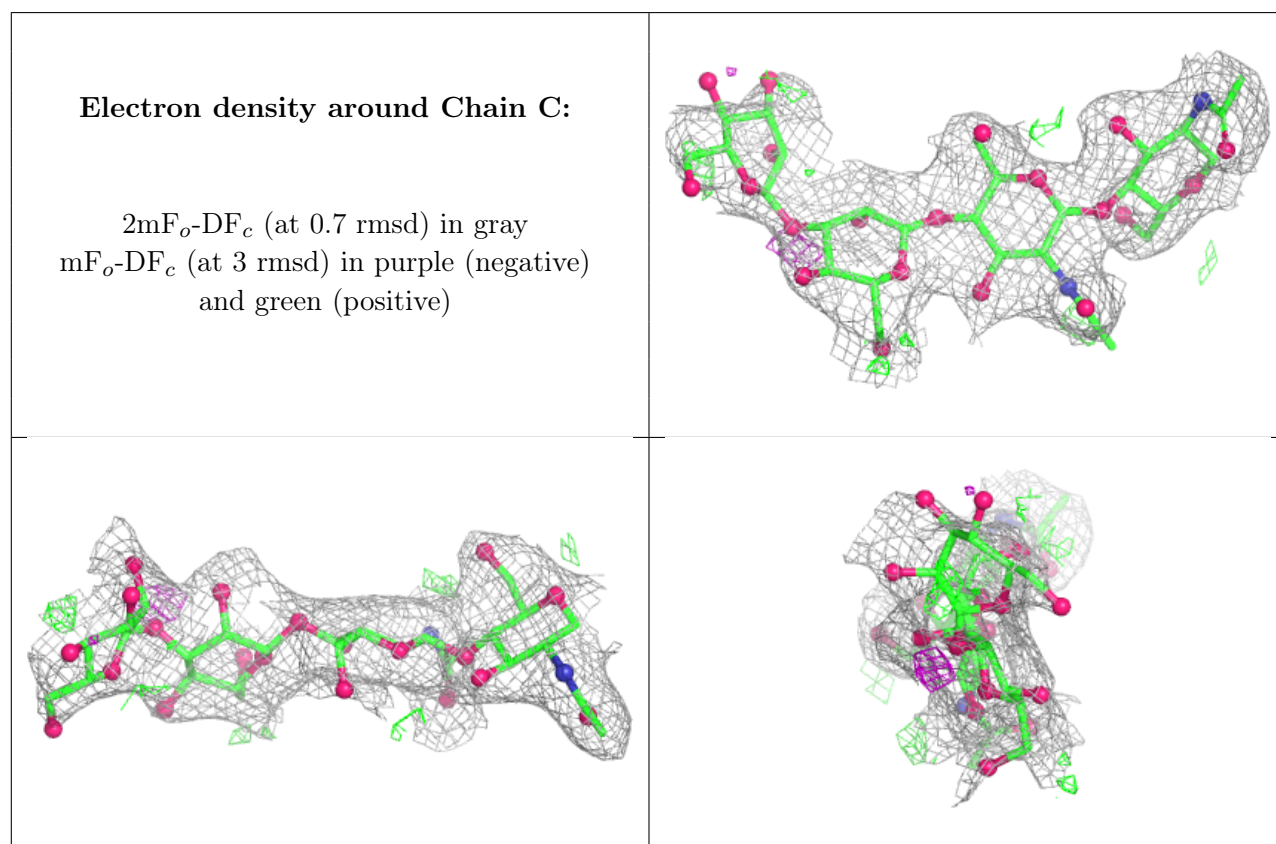 Electron density around Chain C:
2mFo-DFc (at 0.7 rmsd) in gray
mFo-DFc (at 3 rmsd) in purple (negative)
and green (positive)